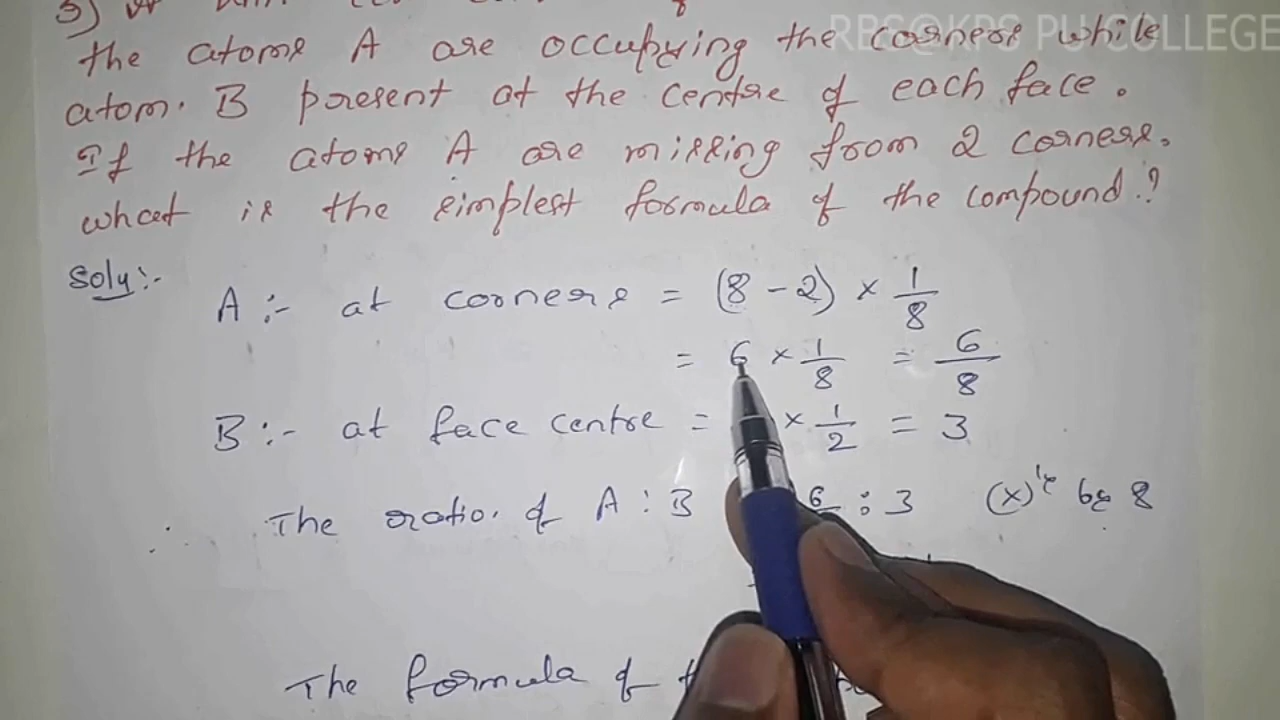 RBS@KPS PU COLLEGE
the atoms A are occupying the corners while
atom. B present at the centre of each face.
If the atoms A are missing from 2 corners.
what is the simplest formula of the compound.?
Soly:-
A :- at corners = (8 - 2) × 1/8
= 6 × 1/8 = 6/8
B :- at face centre = × 1/2 = 3
∴ The ratio. of A : B 6/ : 3 (x)le by 8
The formula of